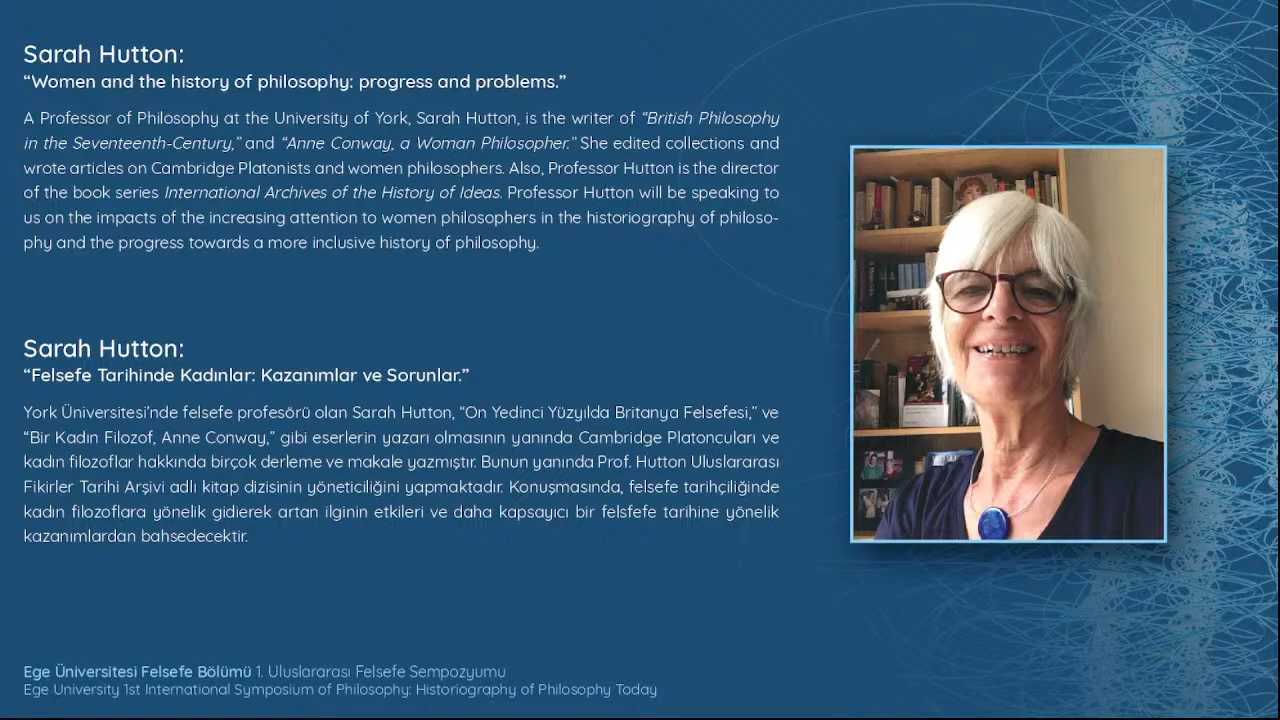 Sarah Hutton:
“Women and the history of philosophy: progress and problems.”
A Professor of Philosophy at the University of York, Sarah Hutton, is the writer of “British Philosophy
in the Seventeenth-Century,” and “Anne Conway, a Woman Philosopher.” She edited collections and
wrote articles on Cambridge Platonists and women philosophers. Also, Professor Hutton is the director
of the book series International Archives of the History of Ideas. Professor Hutton will be speaking to
us on the impacts of the increasing attention to women philosophers in the historiography of philoso-
phy and the progress towards a more inclusive history of philosophy.
Sarah Hutton:
“Felsefe Tarihinde Kadınlar: Kazanımlar ve Sorunlar.”
York Üniversitesi’nde felsefe profesörü olan Sarah Hutton, “On Yedinci Yüzyılda Britanya Felsefesi,” ve
“Bir Kadın Filozof, Anne Conway,” gibi eserlerin yazarı olmasının yanında Cambridge Platoncuları ve
kadın filozoflar hakkında birçok derleme ve makale yazmıştır. Bunun yanında Prof. Hutton Uluslararası
Fikirler Tarihi Arşivi adlı kitap dizisinin yöneticiliğini yapmaktadır. Konuşmasında, felsefe tarihçiliğinde
kadın filozoflara yönelik gidierek artan ilginin etkileri ve daha kapsayıcı bir felsfefe tarihine yönelik
kazanımlardan bahsedecektir.
Ege Üniversitesi Felsefe Bölümü 1. Uluslararası Felsefe Sempozyumu
Ege University 1st International Symposium of Philosophy: Historiography of Philosophy Today